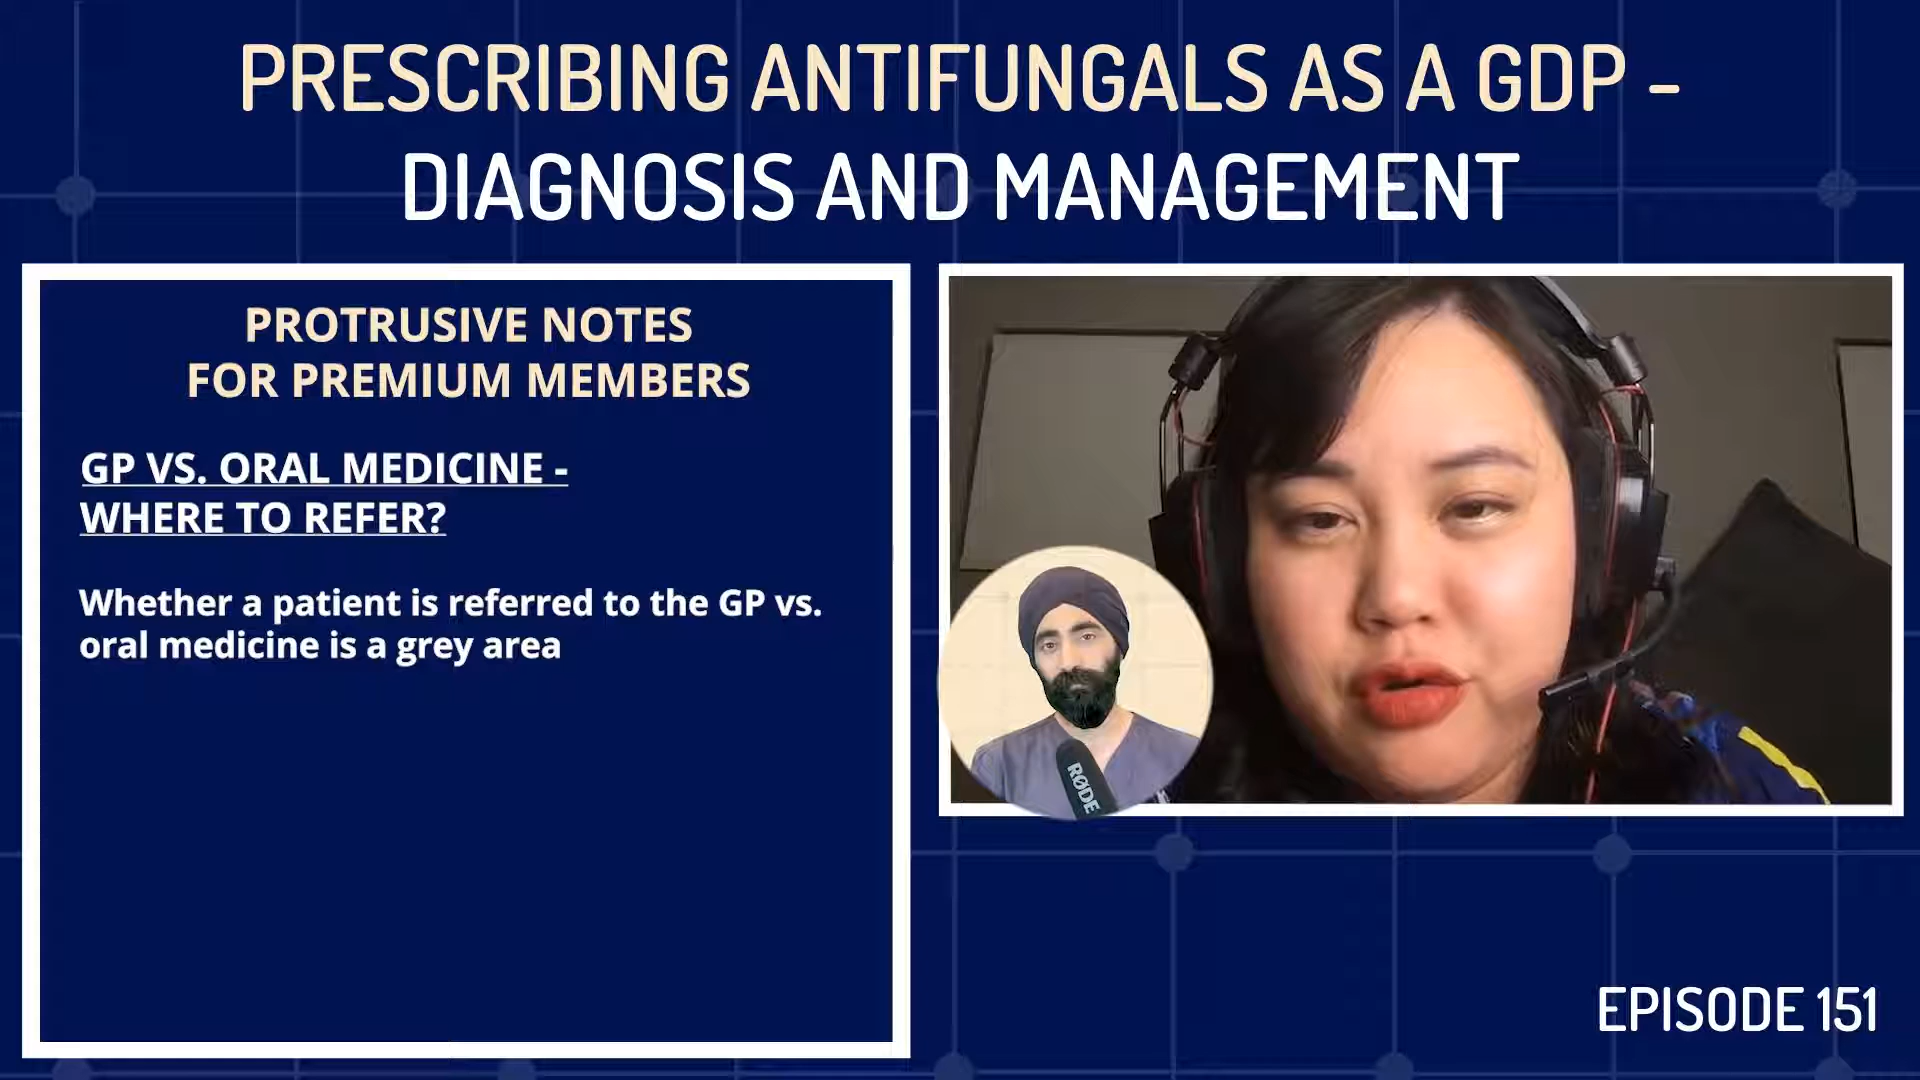 PRESCRIBING ANTIFUNGALS AS A GDP -
DIAGNOSIS AND MANAGEMENT
PROTRUSIVE NOTES
FOR PREMIUM MEMBERS
GP VS. ORAL MEDICINE -
WHERE TO REFER?
Whether a patient is referred to the GP vs.
oral medicine is a grey area
RØDE
EPISODE 151